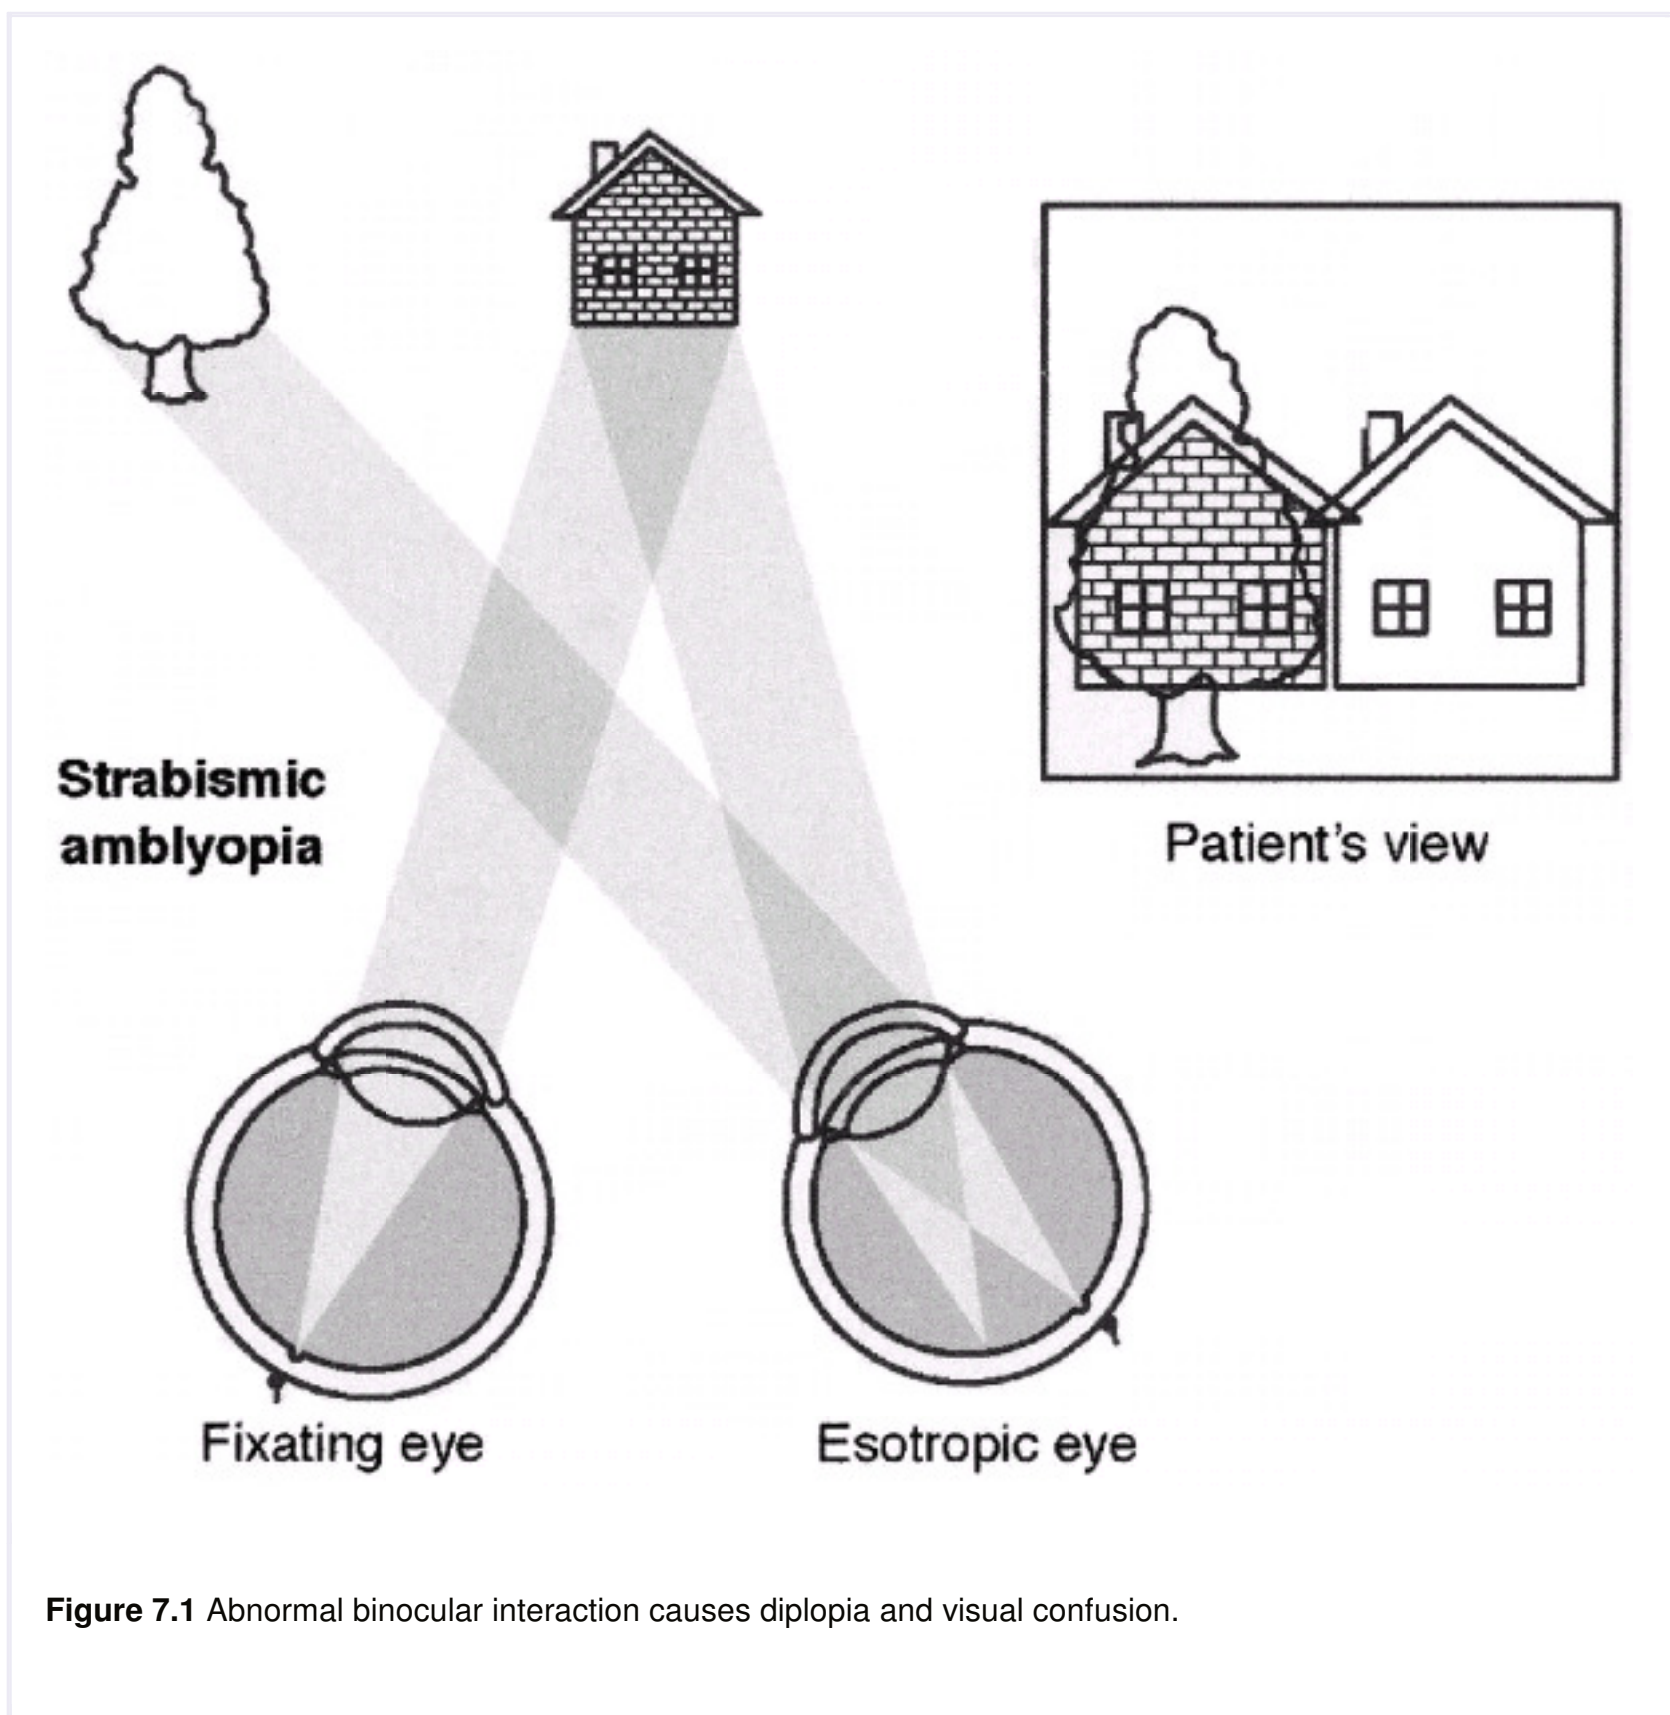 Strabismic
amblyopia
Patient's view
Fixating eye
Esotropic eye
Figure 7.1 Abnormal binocular interaction causes diplopia and visual confusion.